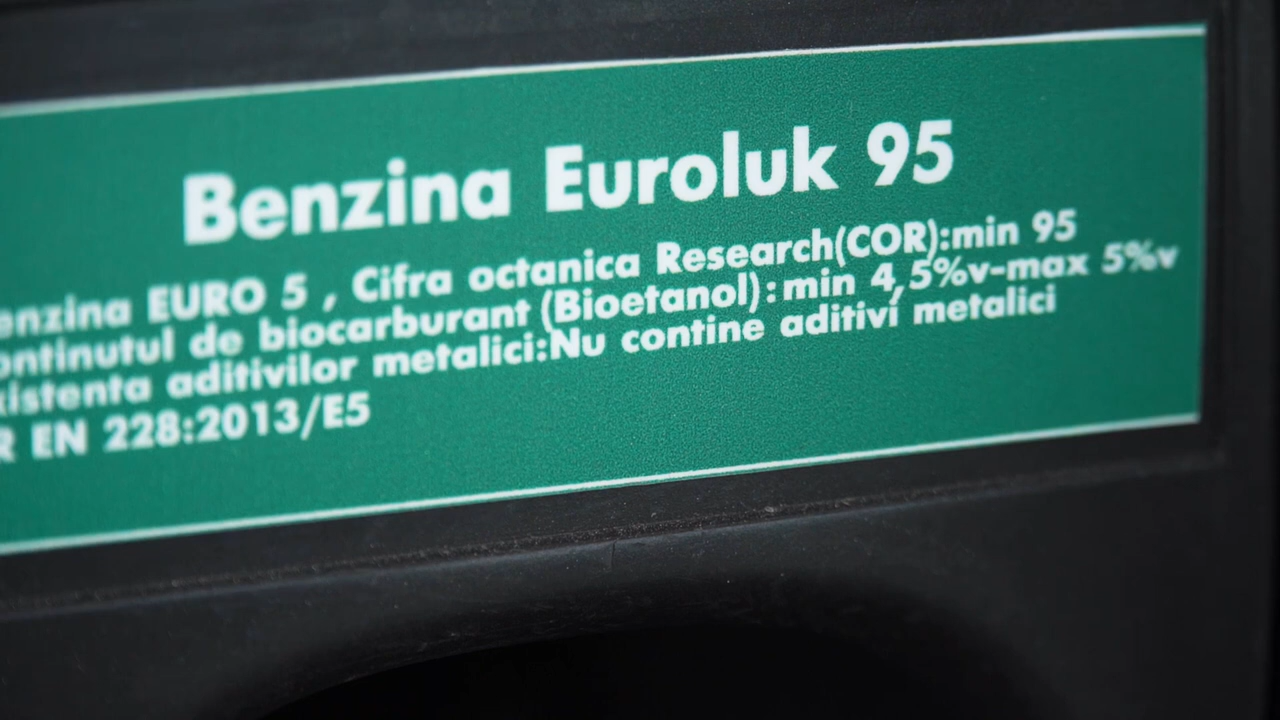 Benzina Euroluk 95
enzina EURO 5 , Cifra octanica Research(COR):min 95
ontinutul de biocarburant (Bioetanol):min 4,5%v-max 5%v
xistenta aditivilor metalici:Nu contine aditivi metalici
R EN 228:2013/E5